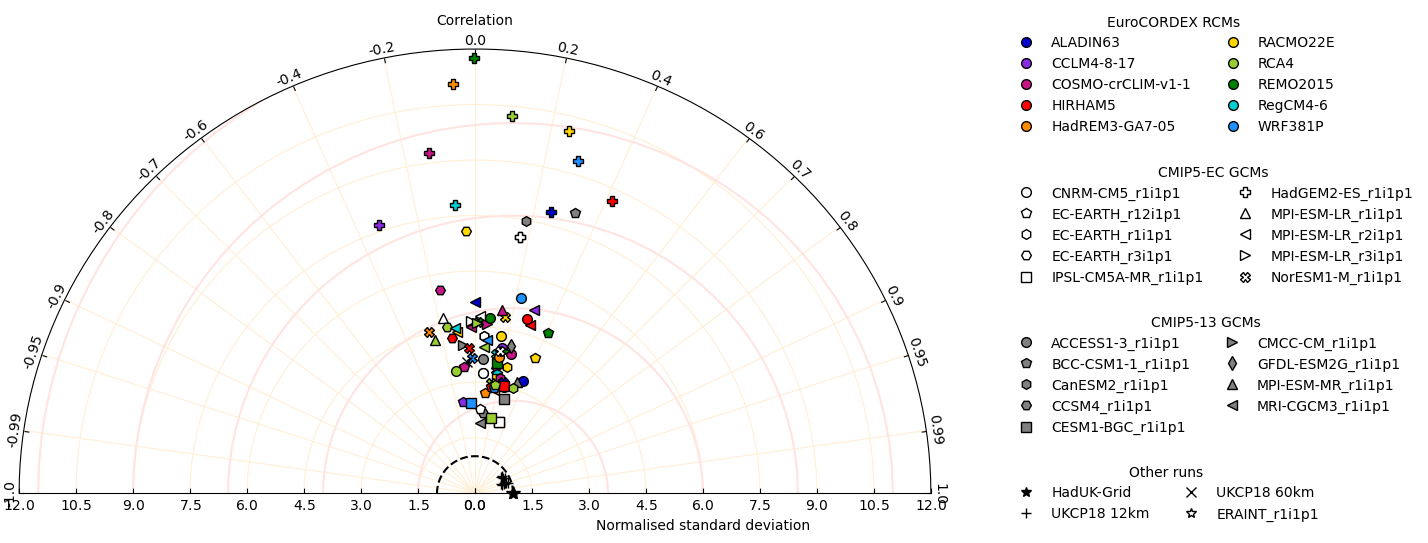 Correlation
0.0
-0.2
0.2
-0.4
0.4
-0.6
0.6
-0.7
0.7
-0.8
0.8
-0.9
0.9
-0.95
0.95
-0.99
0.99
-1.0
1.0
12.0 10.5 9.0 7.5 6.0 4.5 3.0 1.5 0.0 1.5 3.0 4.5 6.0 7.5 9.0 10.5 12.0
Normalised standard deviation
EuroCORDEX RCMs
ALADIN63
CCLM4-8-17
COSMO-crCLIM-v1-1
HIRHAM5
HadREM3-GA7-05
RACMO22E
RCA4
REMO2015
RegCM4-6
WRF381P
CMIP5-EC GCMs
CNRM-CM5_r1i1p1
EC-EARTH_r12i1p1
EC-EARTH_r1i1p1
EC-EARTH_r3i1p1
IPSL-CM5A-MR_r1i1p1
HadGEM2-ES_r1i1p1
MPI-ESM-LR_r1i1p1
MPI-ESM-LR_r2i1p1
MPI-ESM-LR_r3i1p1
NorESM1-M_r1i1p1
CMIP5-13 GCMs
ACCESS1-3_r1i1p1
BCC-CSM1-1_r1i1p1
CanESM2_r1i1p1
CCSM4_r1i1p1
CESM1-BGC_r1i1p1
CMCC-CM_r1i1p1
GFDL-ESM2G_r1i1p1
MPI-ESM-MR_r1i1p1
MRI-CGCM3_r1i1p1
Other runs
HadUK-Grid
UKCP18 12km
UKCP18 60km
ERAINT_r1i1p1